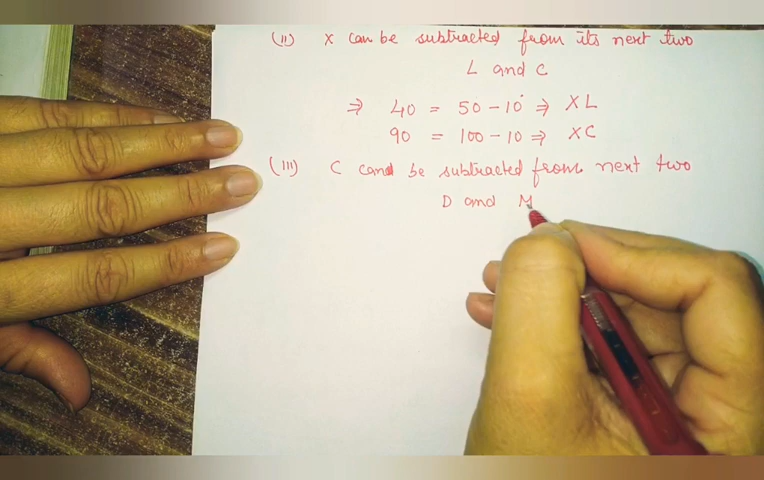 (II) X can be subtracted from its next two
L and C
⇒ 40 = 50 - 10 ⇒ XL
90 = 100 - 10 ⇒ XC
(III) C cand be subtracted from next two
D and M